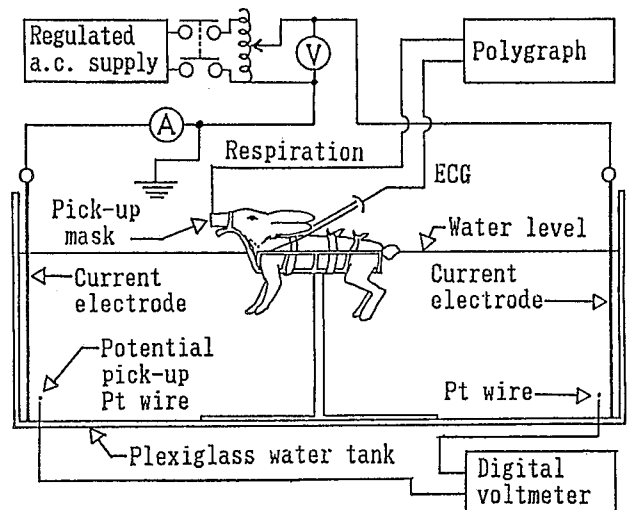 Regulated
a.c. supply
V
Polygraph
A
Respiration
ECG
Pick-up
mask
Water level
Current
electrode
Current
electrode
Potential
pick-up
Pt wire
Pt wire
Plexiglass water tank
Digital
voltmeter